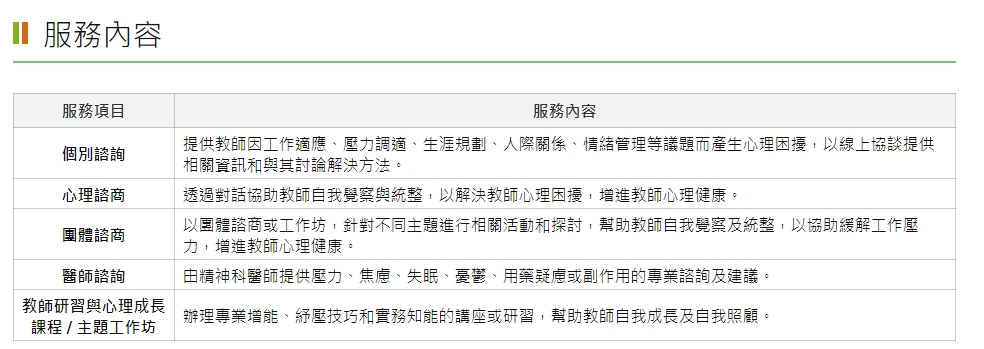 服務內容
服務項目
服務內容
個別諮詢
提供教師因工作適應、壓力調適、生涯規劃、人際關係、情緒管理等議題而產生心理困擾，以線上協談提供
相關資訊和與其討論解決方法。
心理諮商
透過對話協助教師自我覺察與統整，以解決教師心理困擾，增進教師心理健康。
團體諮商
以團體諮商或工作坊，針對不同主題進行相關活動和探討，幫助教師自我覺察及統整，以協助緩解工作壓
力，增進教師心理健康。
醫師諮詢
由精神科醫師提供壓力、焦慮、失眠、憂鬱、用藥疑慮或副作用的專業諮詢及建議。
教師研習與心理成長
課程 / 主題工作坊
辦理專業增能、紓壓技巧和實務知能的講座或研習，幫助教師自我成長及自我照顧。